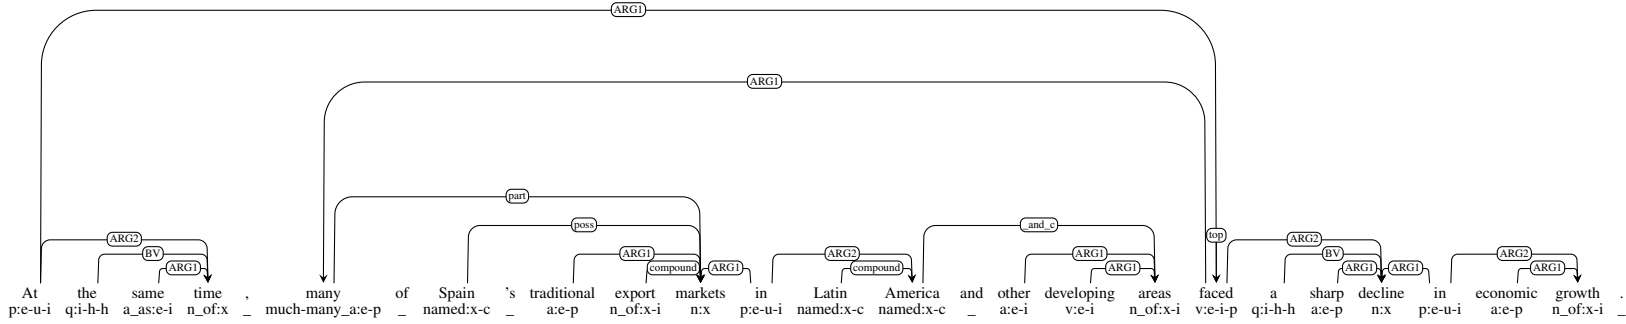 ARG1
ARG1
part
poss _and_c
top
ARG2 ARG2
BV ARG1 ARG2 ARG1 BV ARG2
ARG1 compound ARG1 compound ARG1 ARG1 ARG1 ARG1
At the same time , many of Spain 's traditional export markets in Latin America and other developing areas faced a sharp decline in economic growth .
p:e-u-i q:i-h-h a_as:e-i n_of:x _ much-many_a:e-p _ named:x-c _ a:e-p n_of:x-i n:x p:e-u-i named:x-c named:x-c _ a:e-i v:e-i n_of:x-i v:e-i-p q:i-h-h a:e-p n:x p:e-u-i a:e-p n_of:x-i _